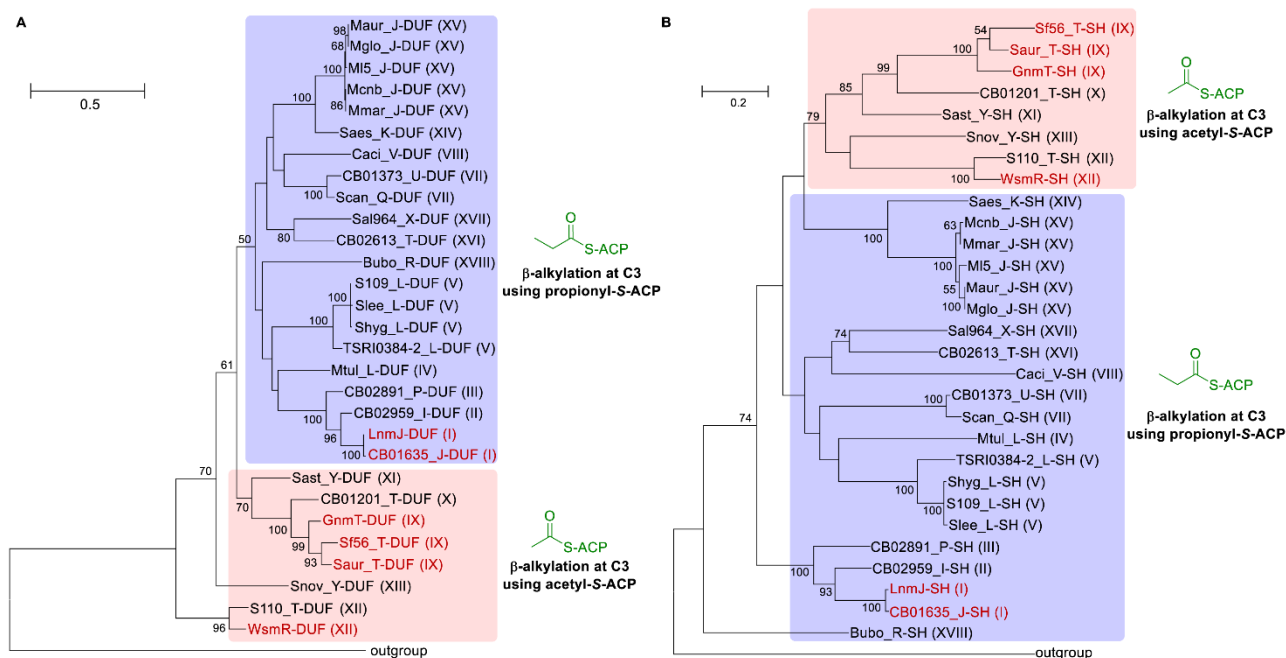 A
0.5
98
68
100
86
100
100
80
50
100
100
100
96
100
61
70
70
100
99
93
96
Maur_J-DUF (XV)
Mglo_J-DUF (XV)
MI5_J-DUF (XV)
Mcnb_J-DUF (XV)
Mmar_J-DUF (XV)
Saes_K-DUF (XIV)
Caci_V-DUF (VIII)
CB01373_U-DUF (VII)
Scan_Q-DUF (VII)
Sal964_X-DUF (XVII)
CB02613_T-DUF (XVI)
Bubo_R-DUF (XVIII)
S109_L-DUF (V)
Slee_L-DUF (V)
Shyg_L-DUF (V)
TSRI0384-2_L-DUF (V)
Mtul_L-DUF (IV)
CB02891_P-DUF (III)
CB02959_I-DUF (II)
LnmJ-DUF (I)
CB01635_J-DUF (I)
Sast_Y-DUF (XI)
CB01201_T-DUF (X)
GnmT-DUF (IX)
Sf56_T-DUF (IX)
Saur_T-DUF (IX)
Snov_Y-DUF (XIII)
S110_T-DUF (XII)
WsmR-DUF (XII)
outgroup
O
S-ACP
β-alkylation at C3
using propionyl-S-ACP
O
S-ACP
β-alkylation at C3
using acetyl-S-ACP
B
0.2
54
100
99
85
79
100
100
63
100
55
100
74
100
74
100
100
93
100
Sf56_T-SH (IX)
Saur_T-SH (IX)
GnmT-SH (IX)
CB01201_T-SH (X)
Sast_Y-SH (XI)
Snov_Y-SH (XIII)
S110_T-SH (XII)
WsmR-SH (XII)
Saes_K-SH (XIV)
Mcnb_J-SH (XV)
Mmar_J-SH (XV)
MI5_J-SH (XV)
Maur_J-SH (XV)
Mglo_J-SH (XV)
Sal964_X-SH (XVII)
CB02613_T-SH (XVI)
Caci_V-SH (VIII)
CB01373_U-SH (VII)
Scan_Q-SH (VII)
Mtul_L-SH (IV)
TSRI0384-2_L-SH (V)
Shyg_L-SH (V)
S109_L-SH (V)
Slee_L-SH (V)
CB02891_P-SH (III)
CB02959_I-SH (II)
LnmJ-SH (I)
CB01635_J-SH (I)
Bubo_R-SH (XVIII)
outgroup
O
S-ACP
β-alkylation at C3
using acetyl-S-ACP
O
S-ACP
β-alkylation at C3
using propionyl-S-ACP